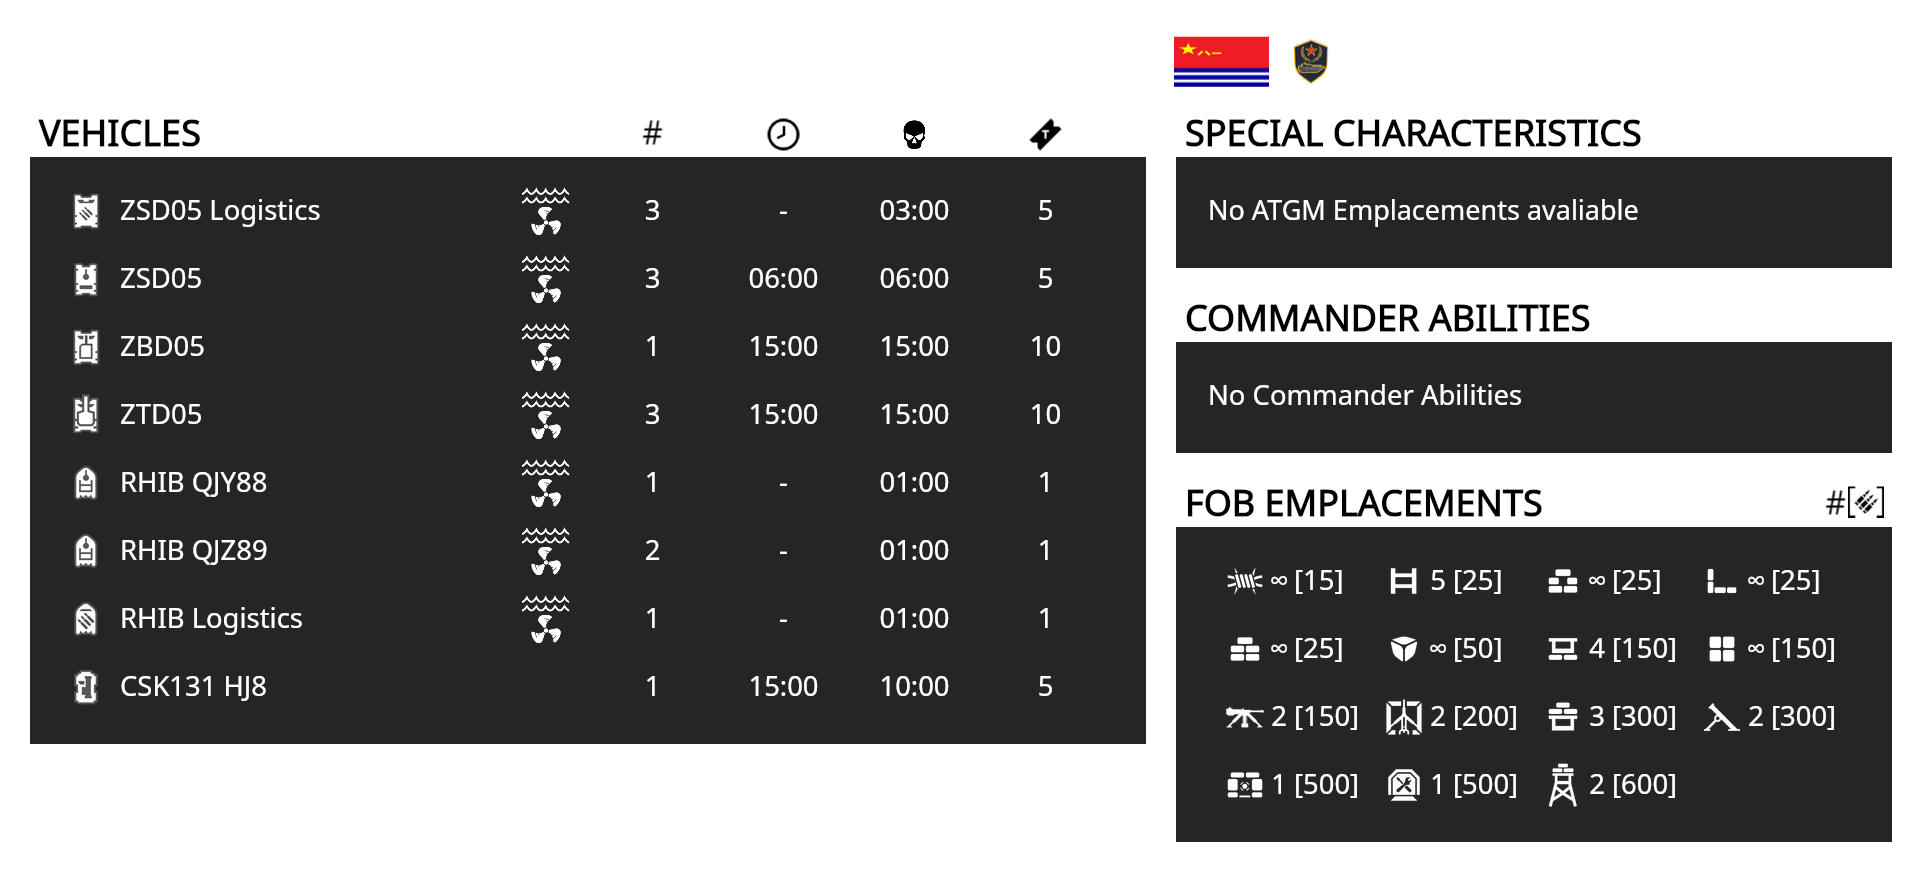 VEHICLES #
ZSD05 Logistics 3 - 03:00 5
ZSD05 3 06:00 06:00 5
ZBD05 1 15:00 15:00 10
ZTD05 3 15:00 15:00 10
RHIB QJY88 1 - 01:00 1
RHIB QJZ89 2 - 01:00 1
RHIB Logistics 1 - 01:00 1
CSK131 HJ8 1 15:00 10:00 5
SPECIAL CHARACTERISTICS
No ATGM Emplacements avaliable
COMMANDER ABILITIES
No Commander Abilities
FOB EMPLACEMENTS #[]
∞ [15] 5 [25] ∞ [25] ∞ [25]
∞ [25] ∞ [50] 4 [150] ∞ [150]
2 [150] 2 [200] 3 [300] 2 [300]
1 [500] 1 [500] 2 [600]